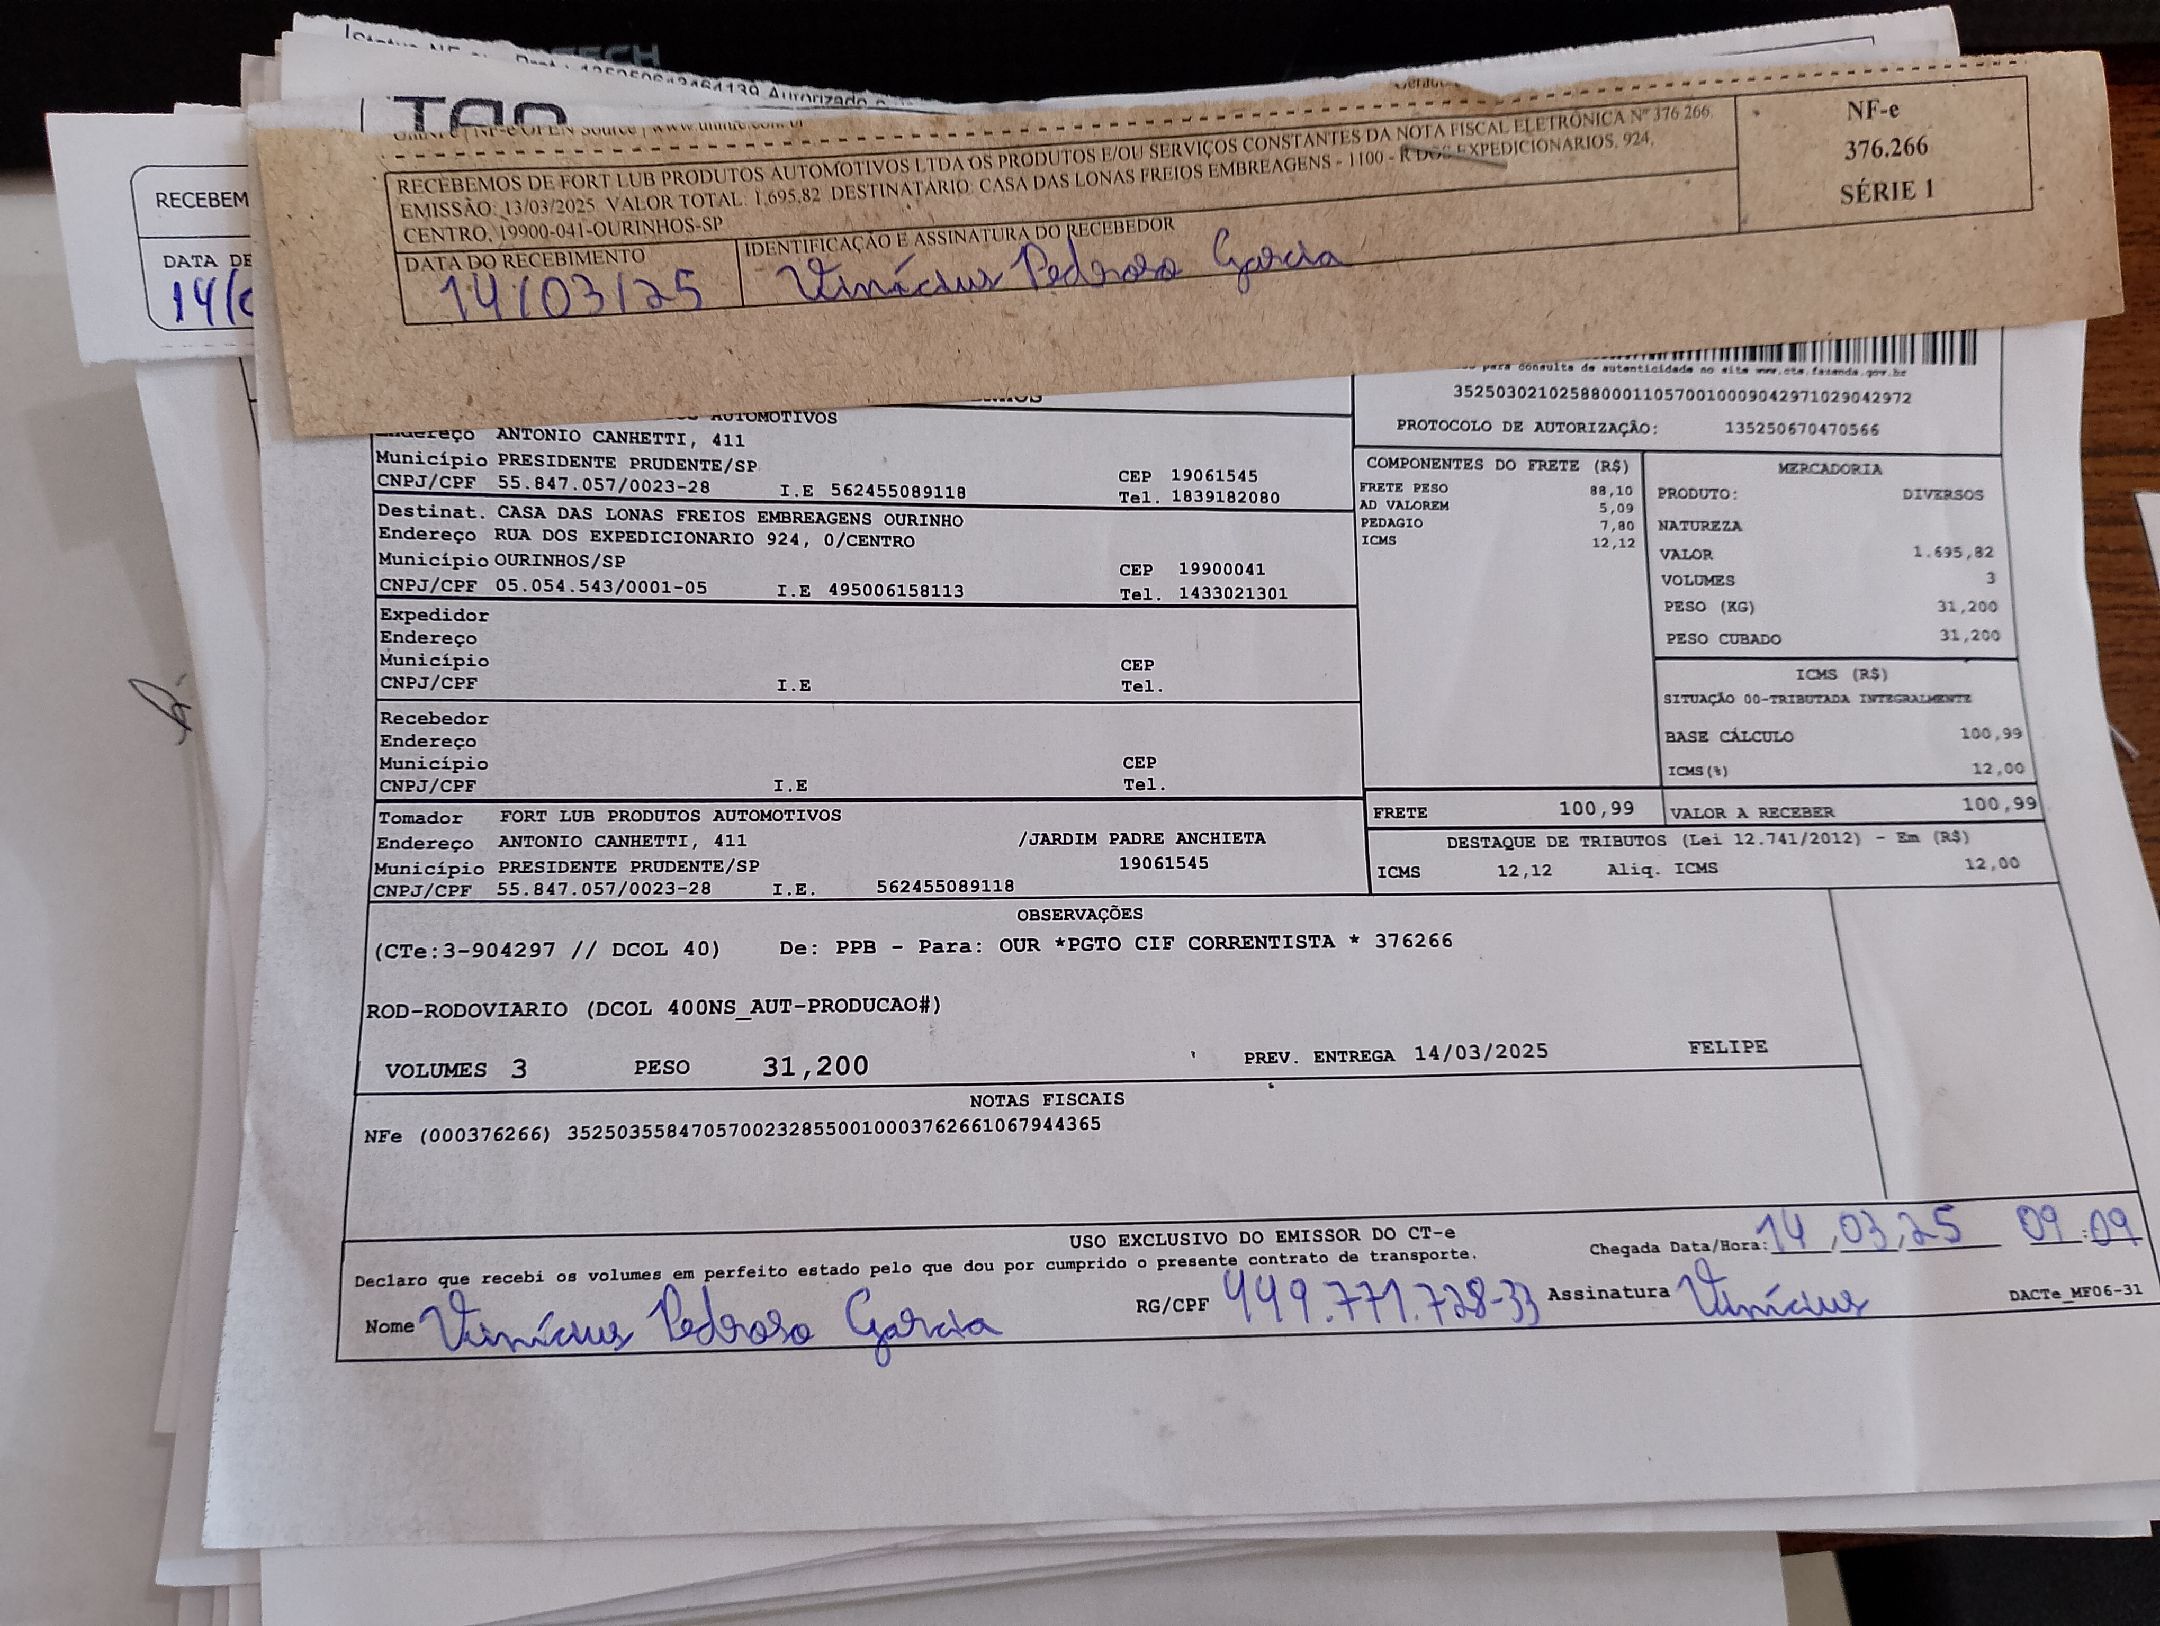 TECH
Autorizado
RECEBEM
DATA DE
14/0
RECEBEMOS DE FORT LUB PRODUTOS AUTOMOTIVOS LTDA OS PRODUTOS E/OU SERVIÇOS CONSTANTES DA NOTA FISCAL ELETRÔNICA Nº 376.266.
EMISSÃO: 13/03/2025 VALOR TOTAL: 1.695,82 DESTINATÁRIO: CASA DAS LONAS FREIOS EMBREAGENS - 1100 - R DOS EXPEDICIONARIOS, 924,
CENTRO, 19900-041-OURINHOS-SP
NF-e
376.266
SÉRIE 1
DATA DO RECEBIMENTO
14/03/25
IDENTIFICAÇÃO E ASSINATURA DO RECEBEDOR
Vinícius Pedroso Garcia
para consulta de autenticidade no site www.cte.fazenda.gov.br
35250302102588000110570010009042971029042972
PROTOCOLO DE AUTORIZAÇÃO: 135250670470566
AUTOMOTIVOS
Endereço ANTONIO CANHETTI, 411
Município PRESIDENTE PRUDENTE/SP CEP 19061545
CNPJ/CPF 55.847.057/0023-28 I.E 562455089118 Tel. 1839182080
Destinat. CASA DAS LONAS FREIOS EMBREAGENS OURINHO
Endereço RUA DOS EXPEDICIONARIO 924, 0/CENTRO
Município OURINHOS/SP CEP 19900041
CNPJ/CPF 05.054.543/0001-05 I.E 495006158113 Tel. 1433021301
Expedidor
Endereço
Município CEP
CNPJ/CPF I.E Tel.
Recebedor
Endereço
Município CEP
CNPJ/CPF I.E Tel.
Tomador FORT LUB PRODUTOS AUTOMOTIVOS
Endereço ANTONIO CANHETTI, 411 /JARDIM PADRE ANCHIETA
Município PRESIDENTE PRUDENTE/SP 19061545
CNPJ/CPF 55.847.057/0023-28 I.E. 562455089118
COMPONENTES DO FRETE (R$)
FRETE PESO 88,10
AD VALOREM 5,09
PEDAGIO 7,80
ICMS 12,12
MERCADORIA
PRODUTO: DIVERSOS
NATUREZA
VALOR 1.695,82
VOLUMES 3
PESO (KG) 31,200
PESO CUBADO 31,200
ICMS (R$)
SITUAÇÃO 00-TRIBUTADA INTEGRALMENTE
BASE CÁLCULO 100,99
ICMS(%) 12,00
FRETE 100,99 VALOR A RECEBER 100,99
DESTAQUE DE TRIBUTOS (Lei 12.741/2012) - Em (R$)
ICMS 12,12 Aliq. ICMS 12,00
OBSERVAÇÕES
(CTe:3-904297 // DCOL 40) De: PPB - Para: OUR *PGTO CIF CORRENTISTA * 376266
ROD-RODOVIARIO (DCOL 400NS_AUT-PRODUCAO#)
VOLUMES 3 PESO 31,200 PREV. ENTREGA 14/03/2025 FELIPE
NOTAS FISCAIS
NFe (000376266) 35250355847057002328550010003762661067944365
USO EXCLUSIVO DO EMISSOR DO CT-e
Declaro que recebi os volumes em perfeito estado pelo que dou por cumprido o presente contrato de transporte.
Chegada Data/Hora: 14,03,25 09:09
Nome Vinícius Pedroso Garcia RG/CPF 449.771.728-33 Assinatura Vinícius
DACTe_MF06-31